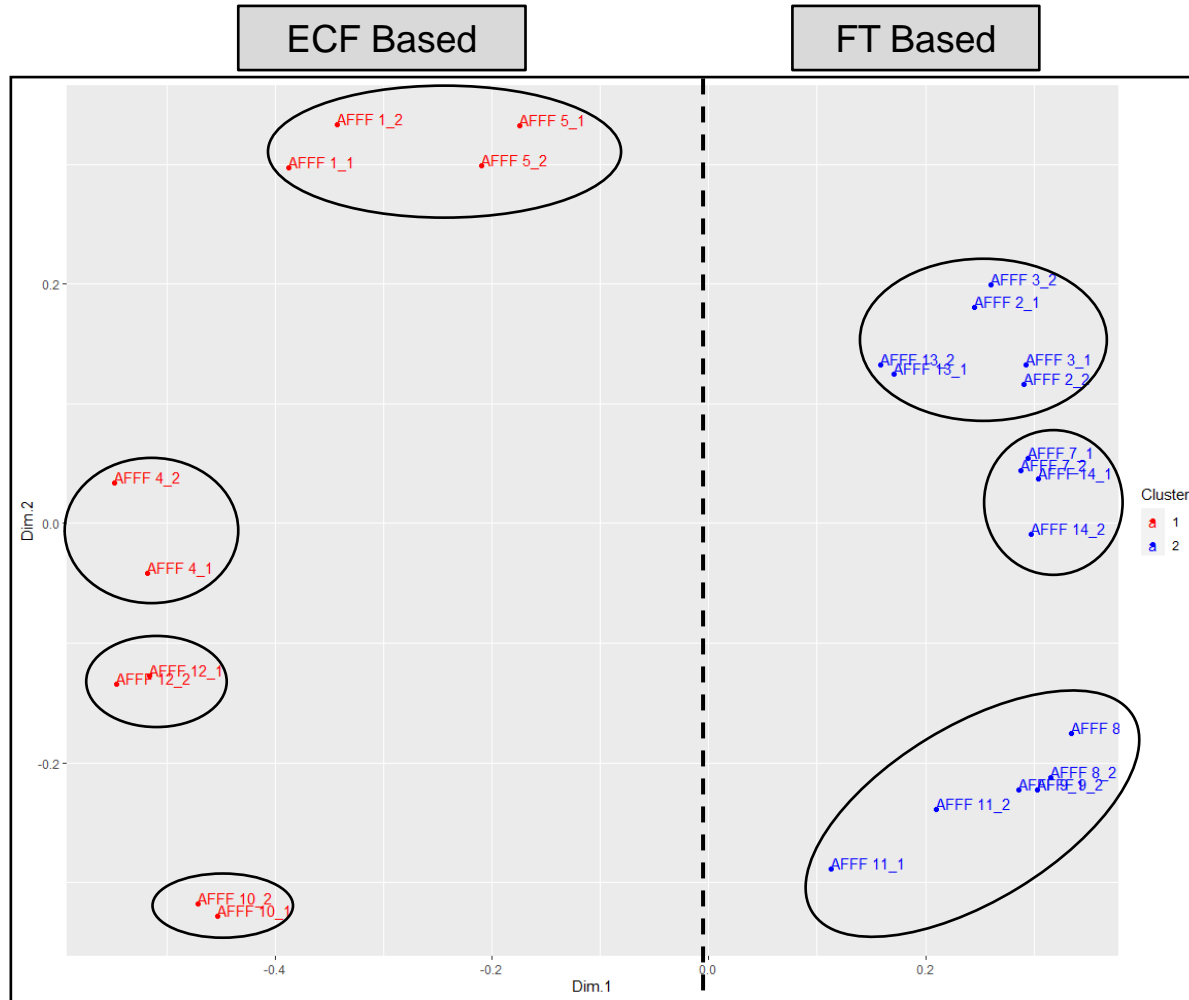 ECF Based
FT Based
AFFF 1_2
AFFF 5_1
AFFF 1_1
AFFF 5_2
AFFF 3_2
0.2
AFFF 2_1
AFFF 13_2
AFFF 3_1
AFFF 13_1
AFFF 2_2
AFFF 4_2
AFFF 7_1
AFFF 7_2
AFFF 14_1
Cluster
a 1
0.0
AFFF 14_2
a 2
Dim.2
AFFF 4_1
AFFF 12_1
AFFF 12_2
AFFF 8
-0.2
AFFF 8_2
AFFF 9_1
AFFF 9_2
AFFF 11_2
AFFF 11_1
AFFF 10_2
AFFF 10_1
-0.4
-0.2
0.0
0.2
Dim.1